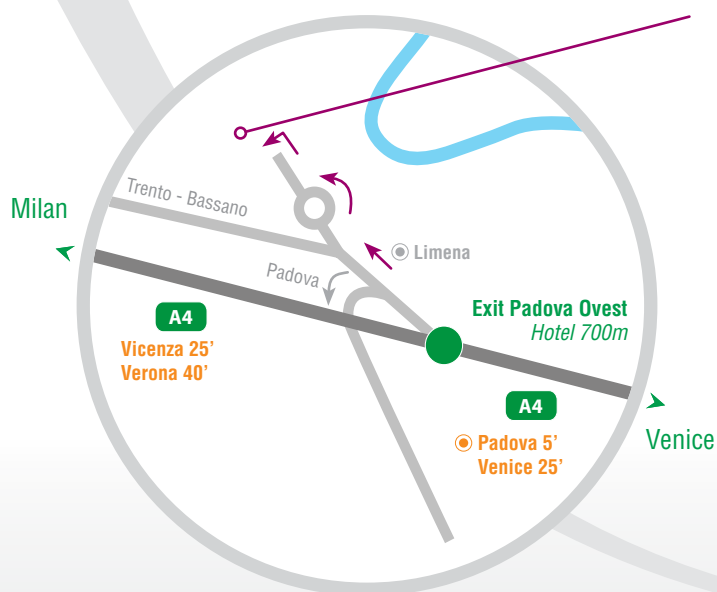 Trento - Bassano
Milan
Limena
Padova
Exit Padova Ovest
Hotel 700m
A4
Vicenza 25’
Verona 40’
A4
Padova 5’
Venice 25’
Venice